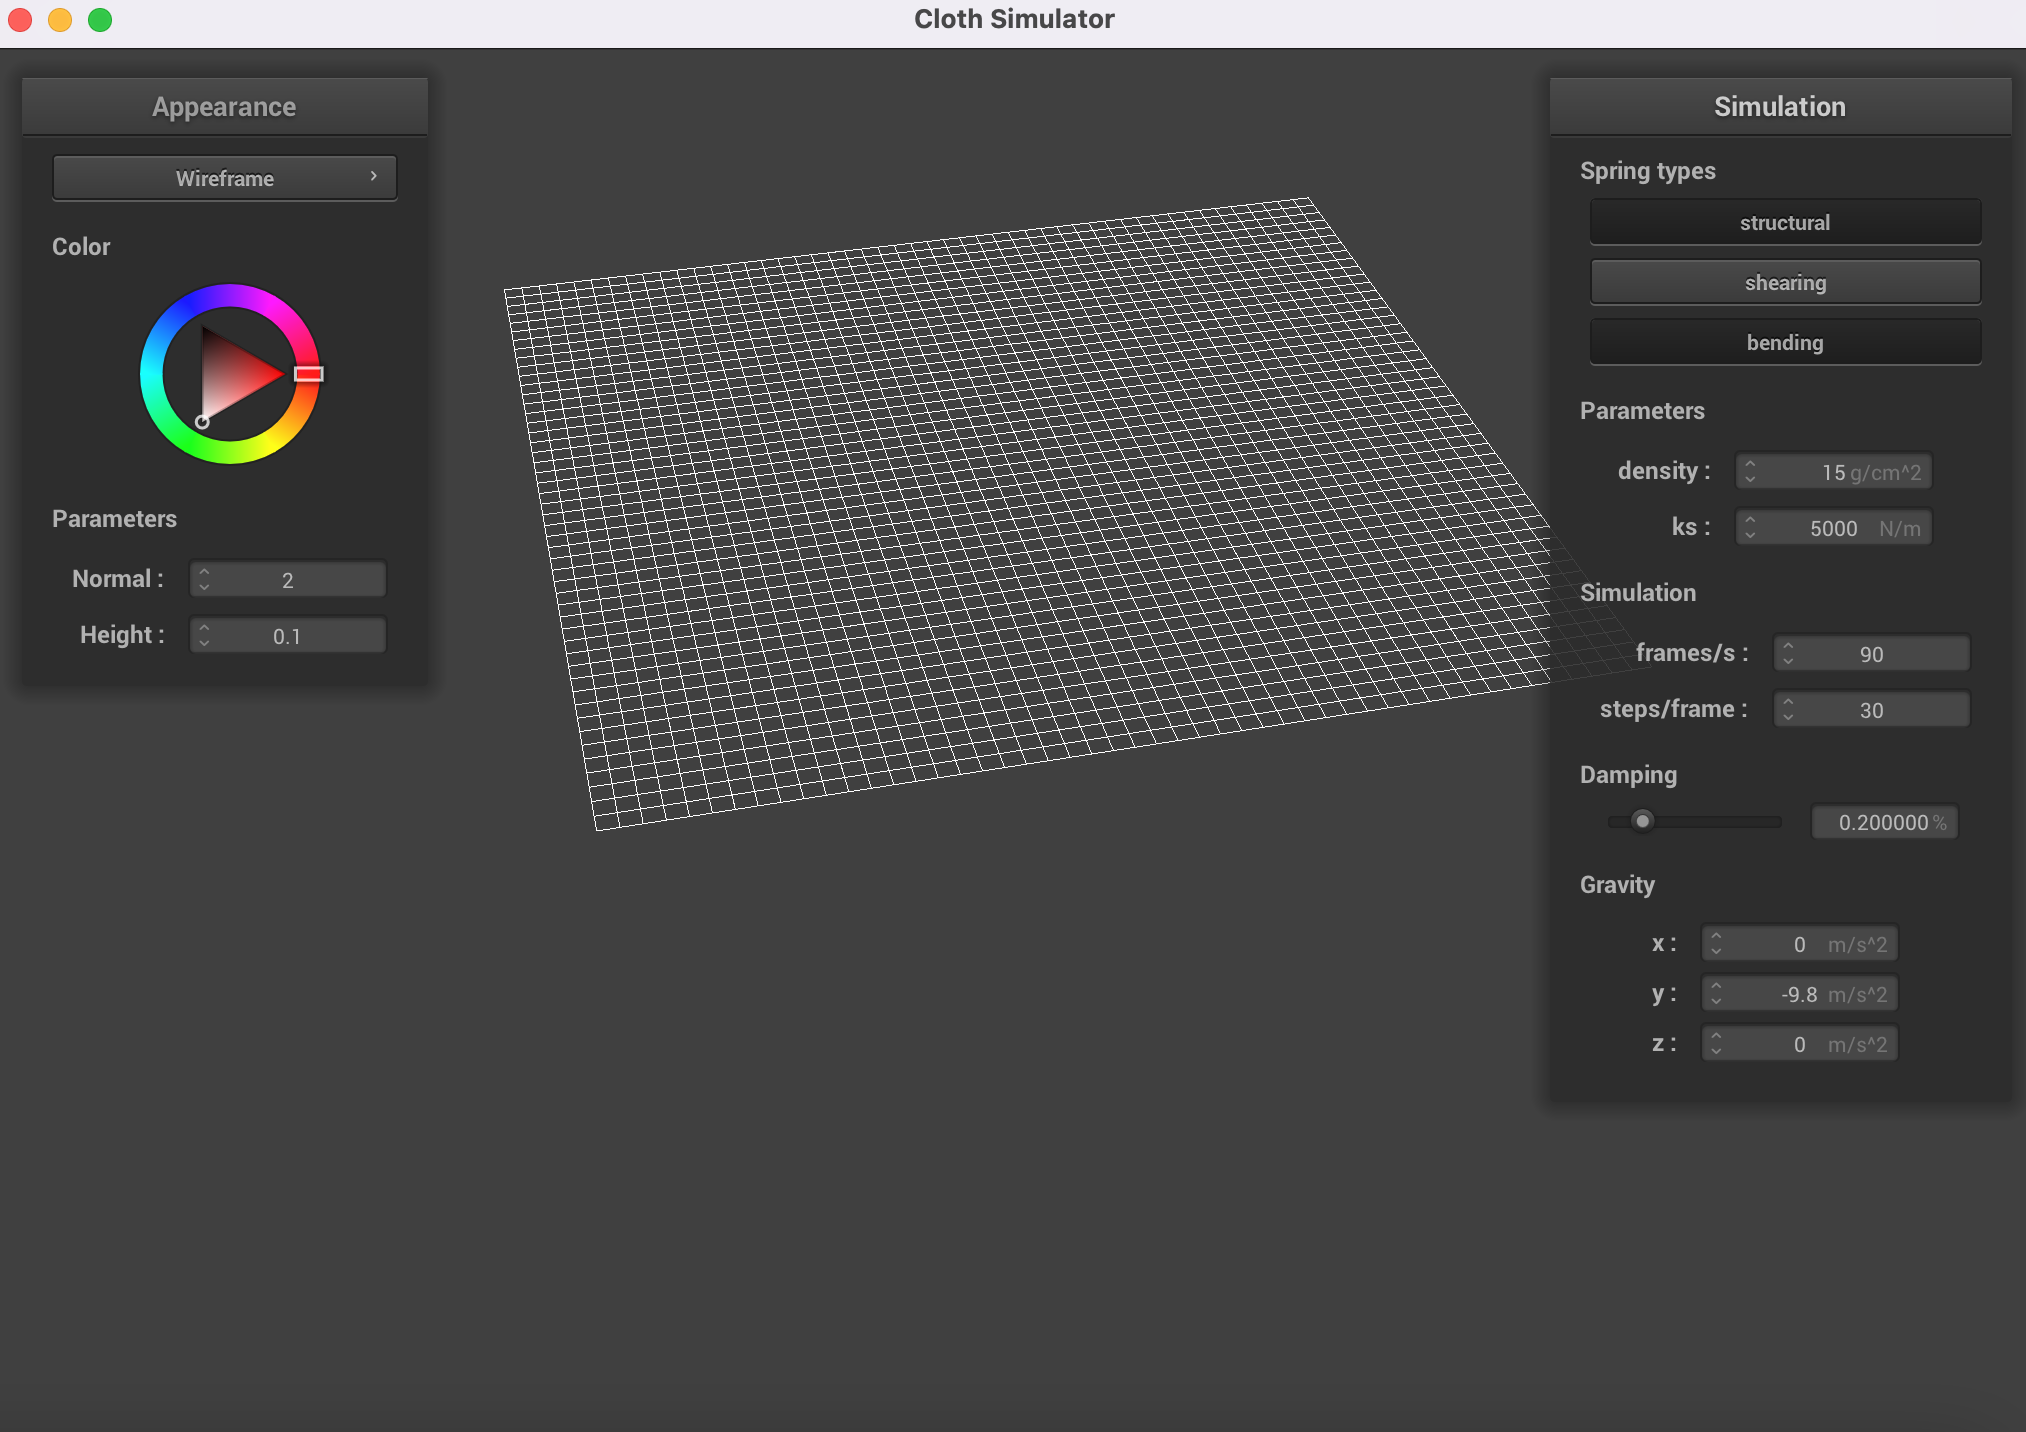 Cloth Simulator
Appearance
Wireframe
Color
Parameters
Normal : 2
Height : 0.1
Simulation
Spring types
structural
shearing
bending
Parameters
density : 15 g/cm^2
ks : 5000 N/m
Simulation
frames/s : 90
steps/frame : 30
Damping
0.200000 %
Gravity
x : 0 m/s^2
y : -9.8 m/s^2
z : 0 m/s^2